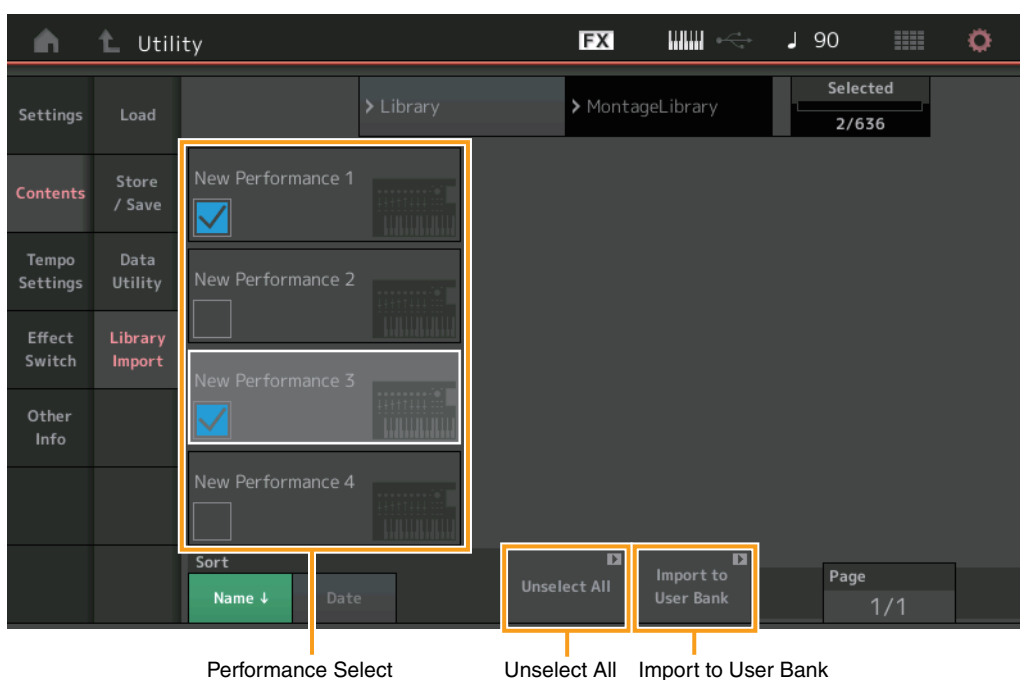 Utility
FX
90
Settings
Load
> Library
> MontageLibrary
Selected
2/636
Contents
Store
/ Save
New Performance 1
Tempo
Settings
Data
Utility
New Performance 2
Effect
Switch
Library
Import
New Performance 3
Other
Info
New Performance 4
Sort
Name ↓
Date
Unselect All
Import to
User Bank
Page
1/1
Performance Select
Unselect All
Import to User Bank